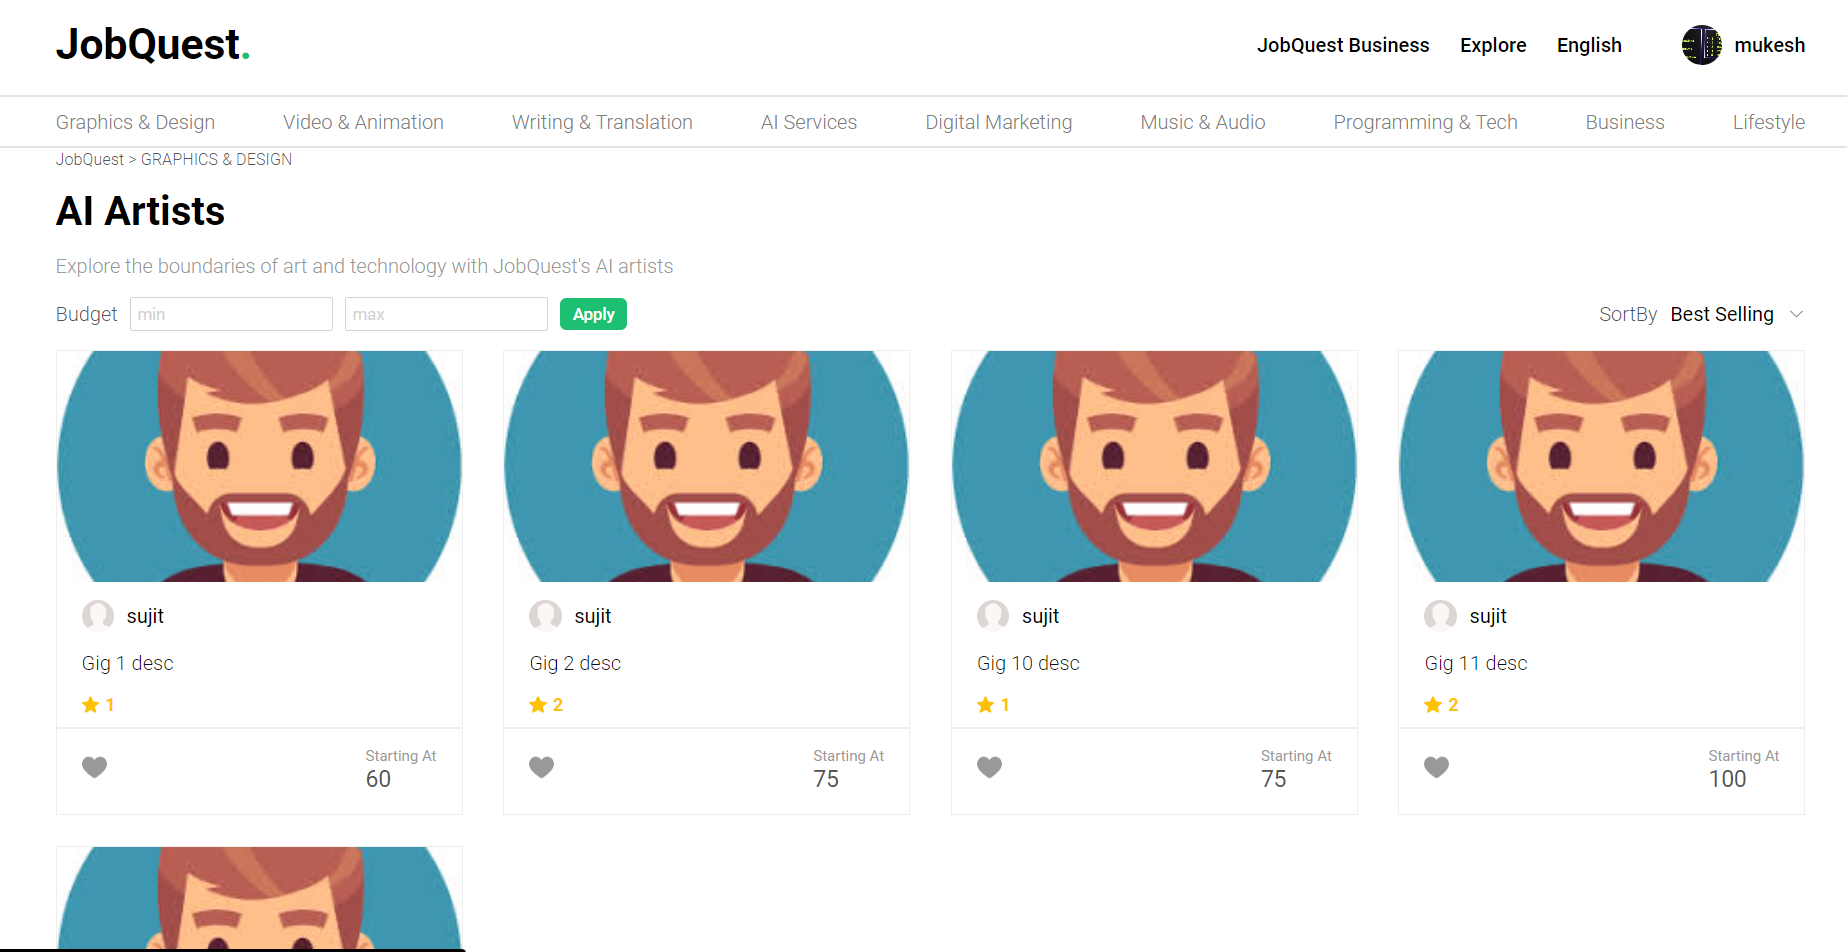 JobQuest.
JobQuest Business Explore English mukesh
Graphics & Design Video & Animation Writing & Translation AI Services Digital Marketing Music & Audio Programming & Tech Business Lifestyle
JobQuest > GRAPHICS & DESIGN
AI Artists
Explore the boundaries of art and technology with JobQuest's AI artists
Budget min max Apply SortBy Best Selling
sujit sujit sujit sujit
Gig 1 desc Gig 2 desc Gig 10 desc Gig 11 desc
1 2 1 2
Starting At Starting At Starting At Starting At
60 75 75 100